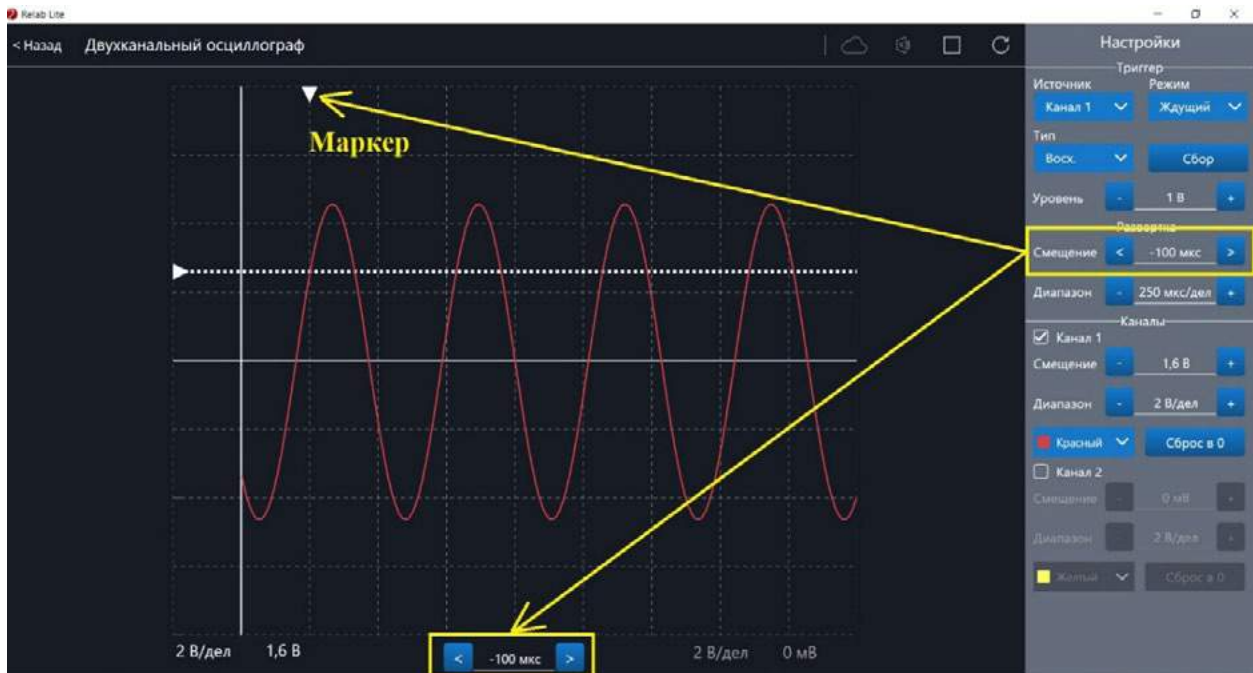 Relab Lite
< Назад Двухканальный осциллограф
Маркер
2 В/дел 1,6 В
< -100 мкс >
2 В/дел 0 мВ
Настройки
Триггер
Источник Режим
Канал 1 Ждущий
Тип
Восх. Сбор
Уровень - 1 В +
Развертка
Смещение < -100 мкс >
Диапазон - 250 мкс/дел +
Каналы
Канал 1
Смещение - 1,6 В +
Диапазон - 2 В/дел +
Красный Сброс в 0
Канал 2
Смещение - 0 мВ +
Диапазон - 2 В/дел +
Желтый Сброс в 0